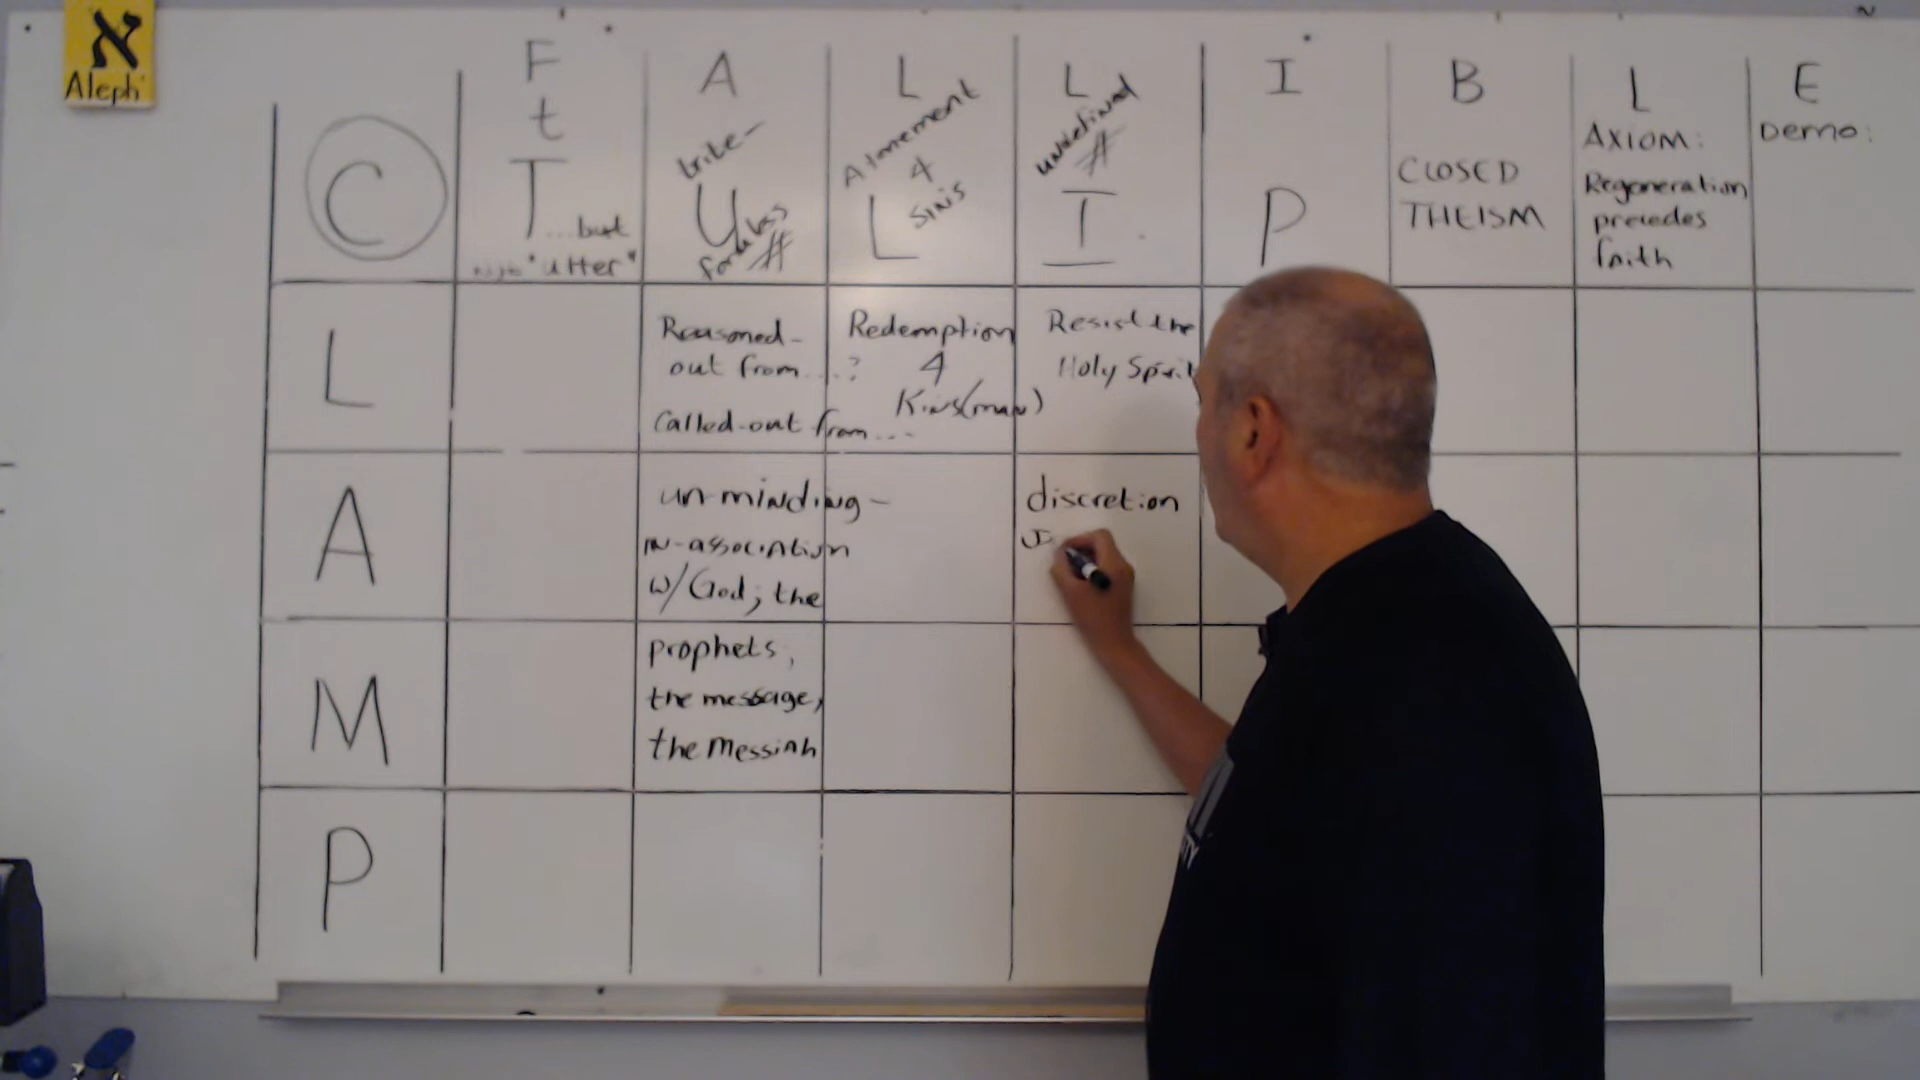 א
Aleph
C
F
t
T ...but
"utter"
A
tribe-
U
formless
#
L
Atonement
4
Sins
L
L
undefined
#
I
I
P
B
CLOSED
THEISM
L
AXIOM:
Regeneration
precedes
faith
E
Demo:
L
Reasoned-
out from....?
Called-out from....
Redemption
4
Kins(man)
Resist the
Holy Spirit
A
un-minding-
in-association
w/God; the
discretion
M
prophets,
the message,
the Messiah
P